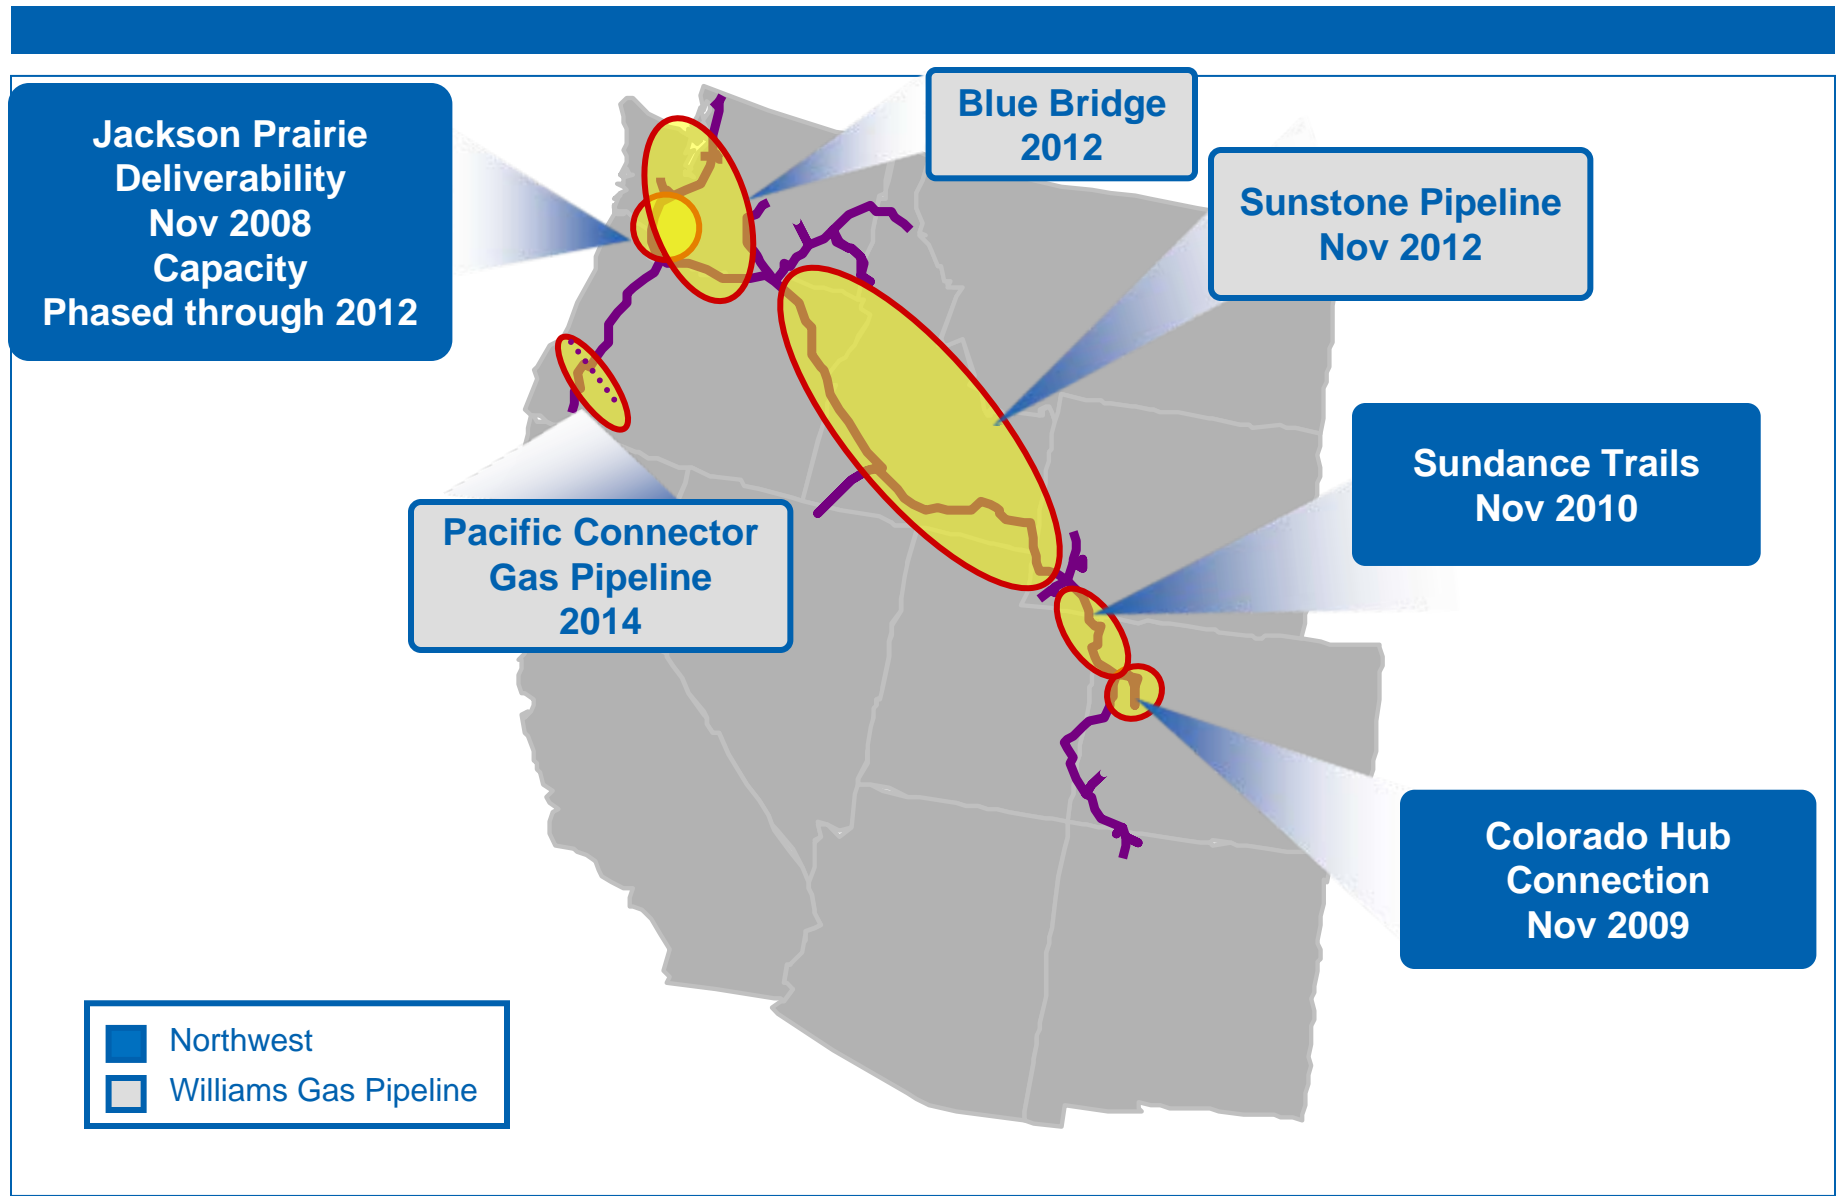 Jackson Prairie
Deliverability
Nov 2008
Capacity
Phased through 2012
Blue Bridge
2012
Sunstone Pipeline
Nov 2012
Sundance Trails
Nov 2010
Pacific Connector
Gas Pipeline
2014
Colorado Hub
Connection
Nov 2009
Northwest
Williams Gas Pipeline